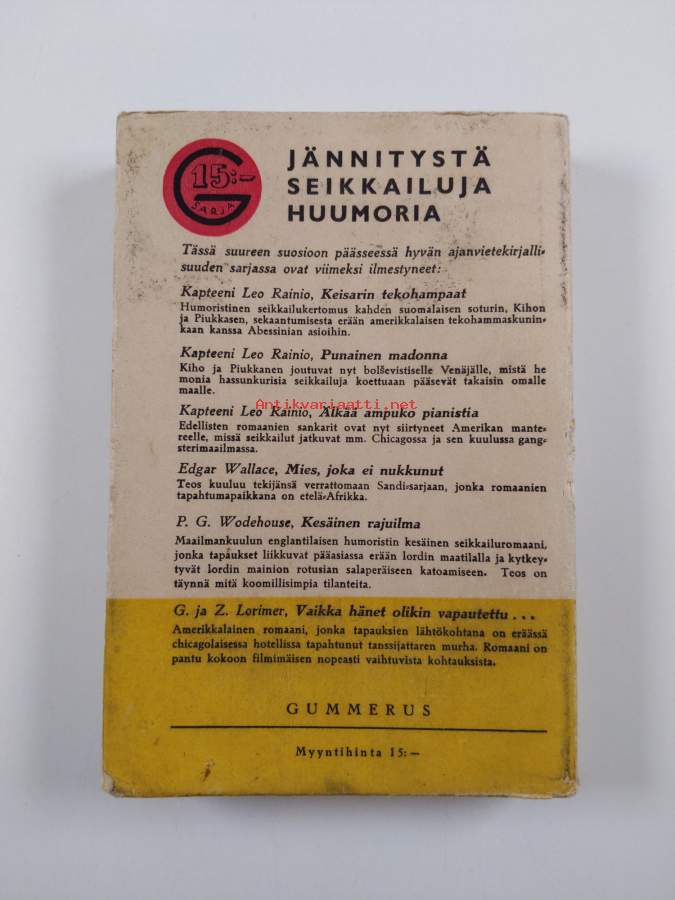 15:-
SARJA
JÄNNITYSTÄ
SEIKKAILUJA
HUUMORIA
Tässä suureen suosioon päässeessä hyvän ajanvietekirjalli-
suuden sarjassa ovat viimeksi ilmestyneet:
Kapteeni Leo Rainio, Keisarin tekohampaat
Humoristinen seikkailukertomus kahden suomalaisen soturin, Kihon
ja Piukkasen, sekaantumisesta erään amerikkalaisen tekohammaskunin-
kaan kanssa Abessinian asioihin.
Kapteeni Leo Rainio, Punainen madonna
Kiho ja Piukkanen joutuvat nyt bolševistiselle Venäjälle, mistä he
monia hassunkurisia seikkailuja koettuaan pääsevät takaisin omalle
maalle.
Antikvariaatti.net
Kapteeni Leo Rainio, Älkää ampuko pianistia
Edellisten romaanien sankarit ovat nyt siirtyneet Amerikan mante-
reelle, missä seikkailut jatkuvat mm. Chicagossa ja sen kuulussa gang-
sterimaailmassa.
Edgar Wallace, Mies, joka ei nukkunut
Teos kuuluu tekijänsä verrattomaan Sandi-sarjaan, jonka romaanien
tapahtumapaikkana on etelä-Afrikka.
P. G. Wodehouse, Kesäinen rajuilma
Maailmankuulun englantilaisen humoristin kesäinen seikkailuromaani,
jonka tapaukset liikkuvat pääasiassa erään lordin maatilalla ja kytkey-
tyvät lordin mainion rotusian salaperäiseen katoamiseen. Teos on
täynnä mitä koomillisimpia tilanteita.
G. ja Z. Lorimer, Vaikka hänet olikin vapautettu . . .
Amerikkalainen romaani, jonka tapauksien lähtökohtana on eräässä
chicagolaisessa hotellissa tapahtunut tanssijattaren murha. Romaani on
pantu kokoon filmimäisen nopeasti vaihtuvista kohtauksista.
GUMMERUS
Myyntihinta 15:—